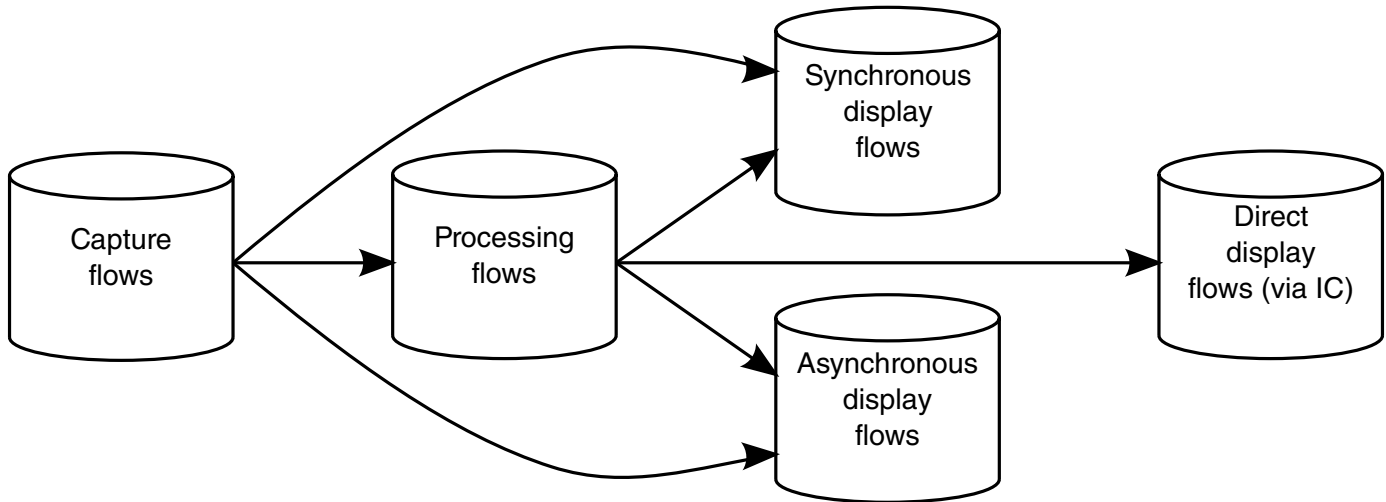 Capture
flows
Processing
flows
Synchronous
display
flows
Asynchronous
display
flows
Direct
display
flows (via IC)